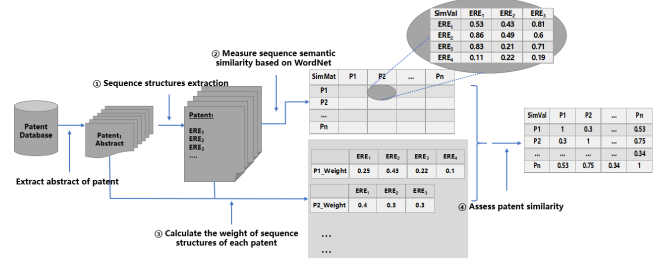 SimVal ERE₁ ERE₂ ERE₃
ERE₁ 0.53 0.43 0.81
ERE₂ 0.86 0.49 0.6
ERE₃ 0.83 0.21 0.71
ERE₄ 0.11 0.22 0.19
② Measure sequence semantic
similarity based on WordNet
① Sequence structures extraction
SimMat P1 P2 ... Pn
P1
P2
...
Pn
Patent
Database
Patent₁
Abstract
Patent₁
ERE₁
ERE₂
ERE₃
....
Extract abstract of patent
SimVal P1 P2 ... Pn
P1 1 0.3 ... 0.53
P2 0.3 1 ... 0.75
... ... ... ... 0.34
Pn 0.53 0.75 0.34 1
ERE₁ ERE₂ ERE₃ ERE₄
P1_Weight 0.25 0.43 0.22 0.1
ERE₁ ERE₂ ERE₃
P2_Weight 0.4 0.3 0.3
...
...
④ Assess patent similarity
③ Calculate the weight of sequence
structures of each patent